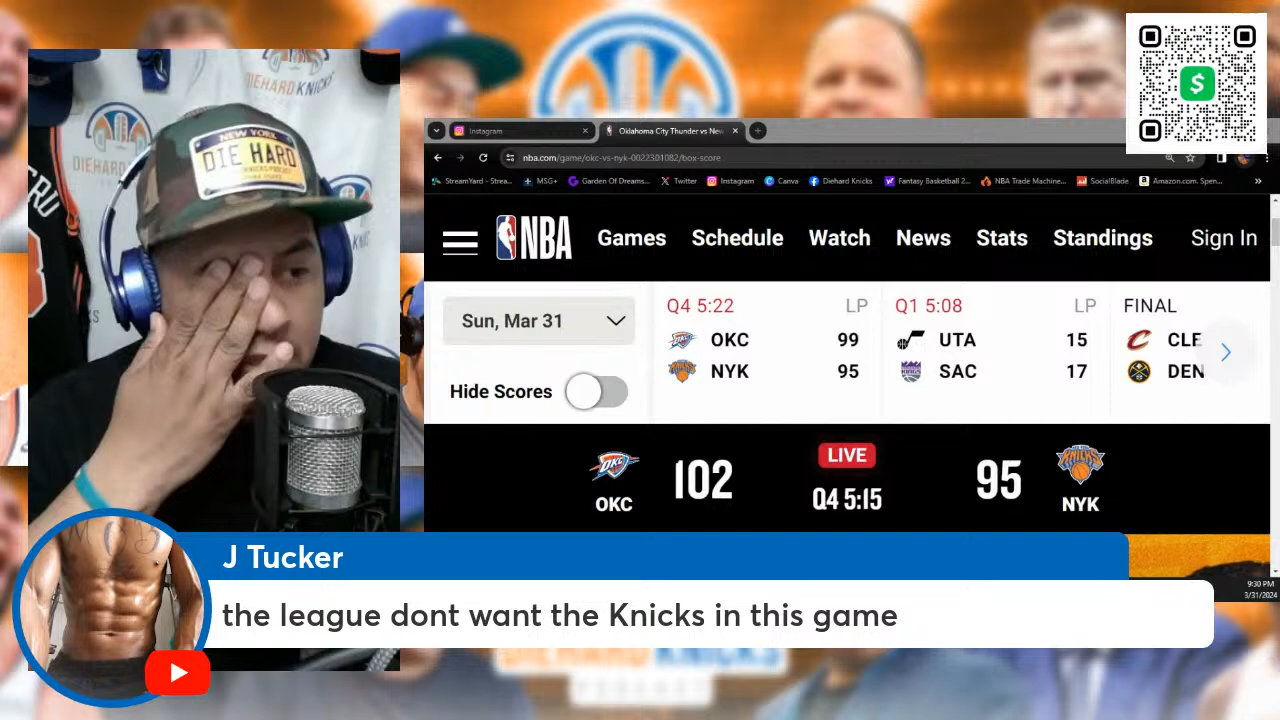 DIEHARD KNICKS
DIEHARD
NEW YORK
DIE HARD
KNICKS PODCAST
Instagram
Oklahoma City Thunder vs New
nba.com/game/okc-vs-nyk-0022301082/box-score
StreamYard - Strea...
MSG+
Garden Of Dreams...
Twitter
Instagram
Canva
Diehard Knicks
Fantasy Basketball 2...
NBA Trade Machine...
SocialBlade
Amazon.com. Spen...
NBA
Games
Schedule
Watch
News
Stats
Standings
Sign In
Sun, Mar 31
Hide Scores
Q4 5:22 LP
OKC 99
NYK 95
Q1 5:08 LP
UTA 15
SAC 17
FINAL
CLE
DEN
OKC
102
LIVE
Q4 5:15
95
NYK
9:30 PM
3/31/2024
J Tucker
the league dont want the Knicks in this game